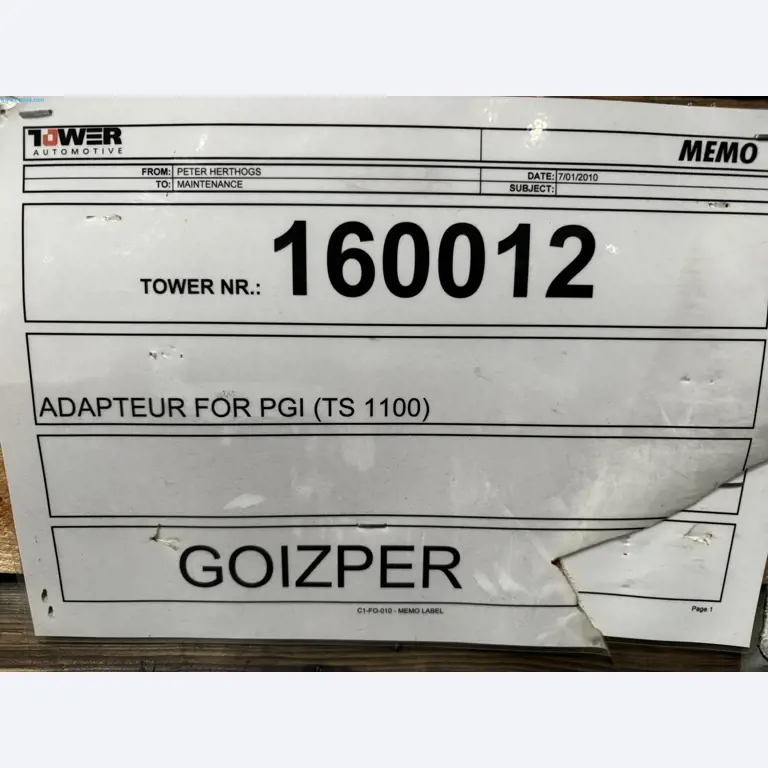 TOWER
AUTOMOTIVE
MEMO
FROM: PETER HERTHOGS
DATE: 7/01/2010
TO: MAINTENANCE
SUBJECT:
TOWER NR.: 160012
ADAPTEUR FOR PGI (TS 1100)
GOIZPER
C1-FO-010 - MEMO LABEL
Page 1